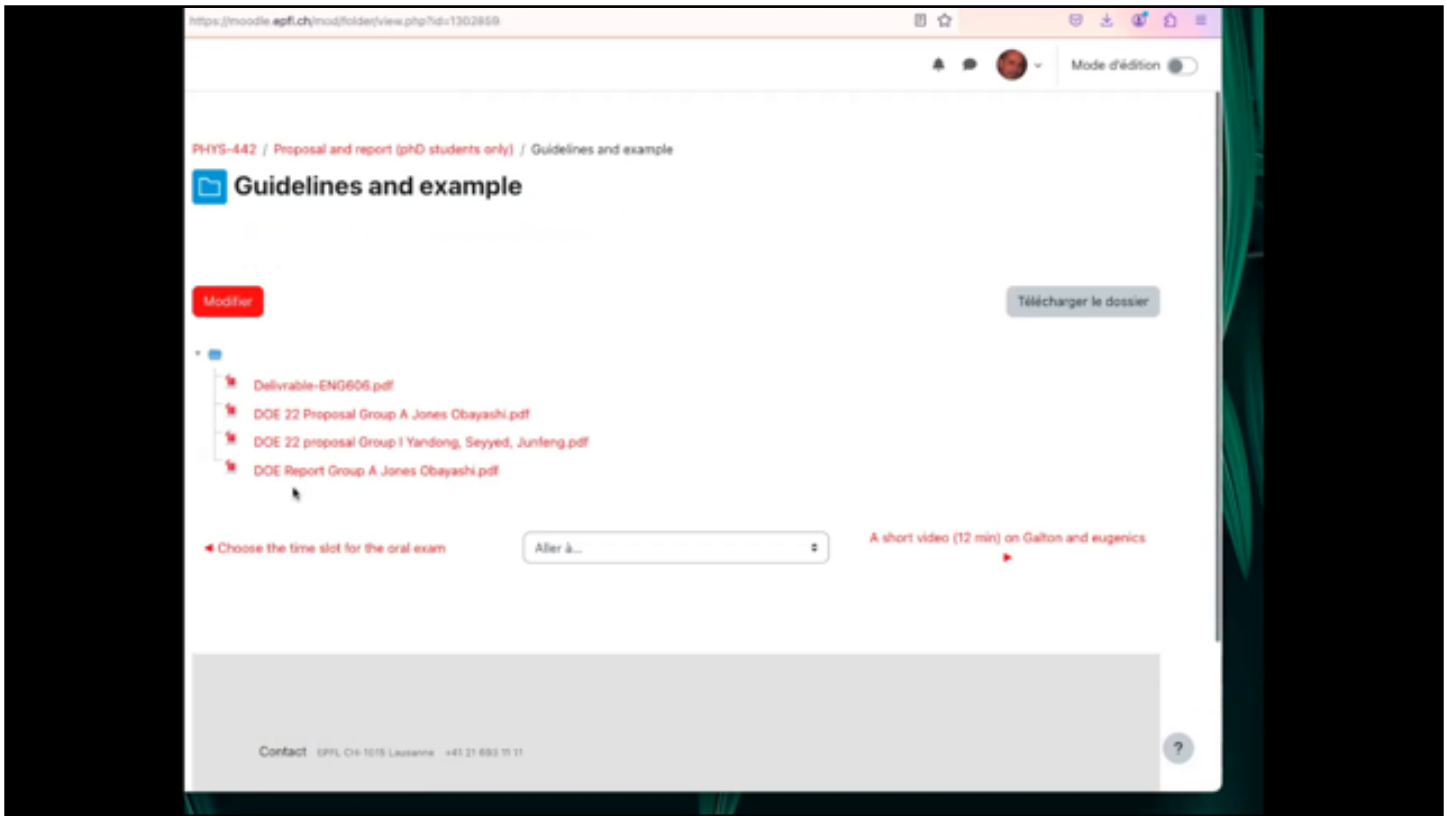 https://moodle.epfl.ch/mod/folder/view.php?id=1302859
Mode d'édition
PHYS-442 / Proposal and report (phD students only) / Guidelines and example
Guidelines and example
Modifier
Télécharger le dossier
Delivrable-ENG606.pdf
DOE 22 Proposal Group A Jones Obayashi.pdf
DOE 22 proposal Group I Yandong, Seyyed, Junfeng.pdf
DOE Report Group A Jones Obayashi.pdf
◄ Choose the time slot for the oral exam
Aller à...
A short video (12 min) on Galton and eugenics
►
Contact EPFL CH-1015 Lausanne +41 21 693 11 11
?